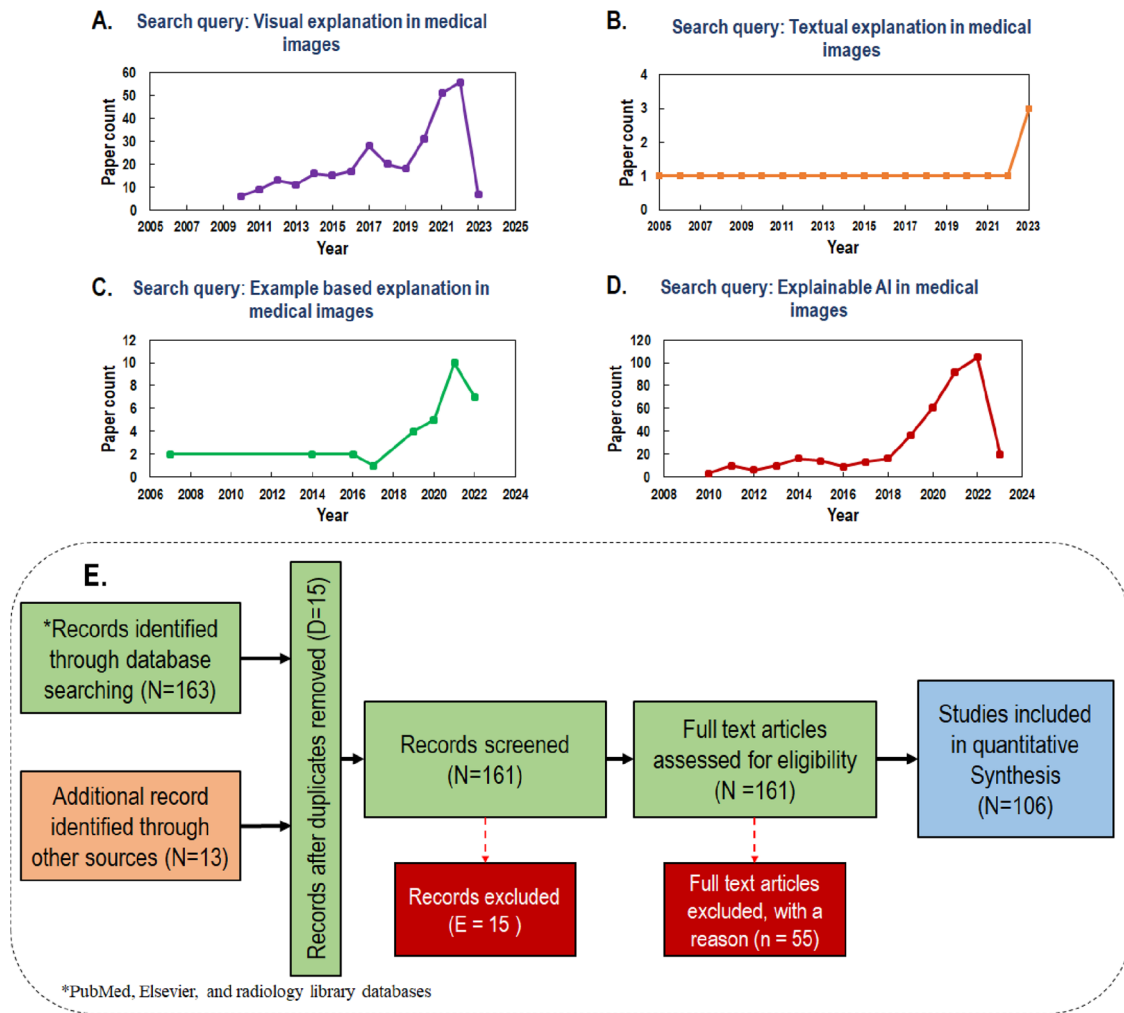 A.
Search query: Visual explanation in medical
images
Paper count
60
50
40
30
20
10
0
2005 2007 2009 2011 2013 2015 2017 2019 2021 2023 2025
Year
B.
Search query: Textual explanation in medical
images
Paper count
4
3
2
1
0
2005 2007 2009 2011 2013 2015 2017 2019 2021 2023
Year
C.
Search query: Example based explanation in
medical images
Paper count
12
10
8
6
4
2
0
2006 2008 2010 2012 2014 2016 2018 2020 2022 2024
Year
D.
Search query: Explainable AI in medical
images
Paper count
120
100
80
60
40
20
0
2008 2010 2012 2014 2016 2018 2020 2022 2024
Year
E.
*Records identified
through database
searching (N=163)
Additional record
identified through
other sources (N=13)
Records after duplicates removed (D=15)
Records screened
(N=161)
Records excluded
(E = 15 )
Full text articles
assessed for eligibility
(N =161)
Full text articles
excluded, with a
reason (n = 55)
Studies included
in quantitative
Synthesis
(N=106)
*PubMed, Elsevier, and radiology library databases